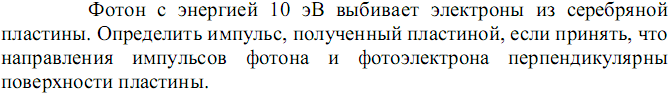 Фотон с энергией 10 эВ выбивает электроны из серебряной
пластины. Определить импульс, полученный пластиной, если принять, что
направления импульсов фотона и фотоэлектрона перпендикулярны
поверхности пластины.